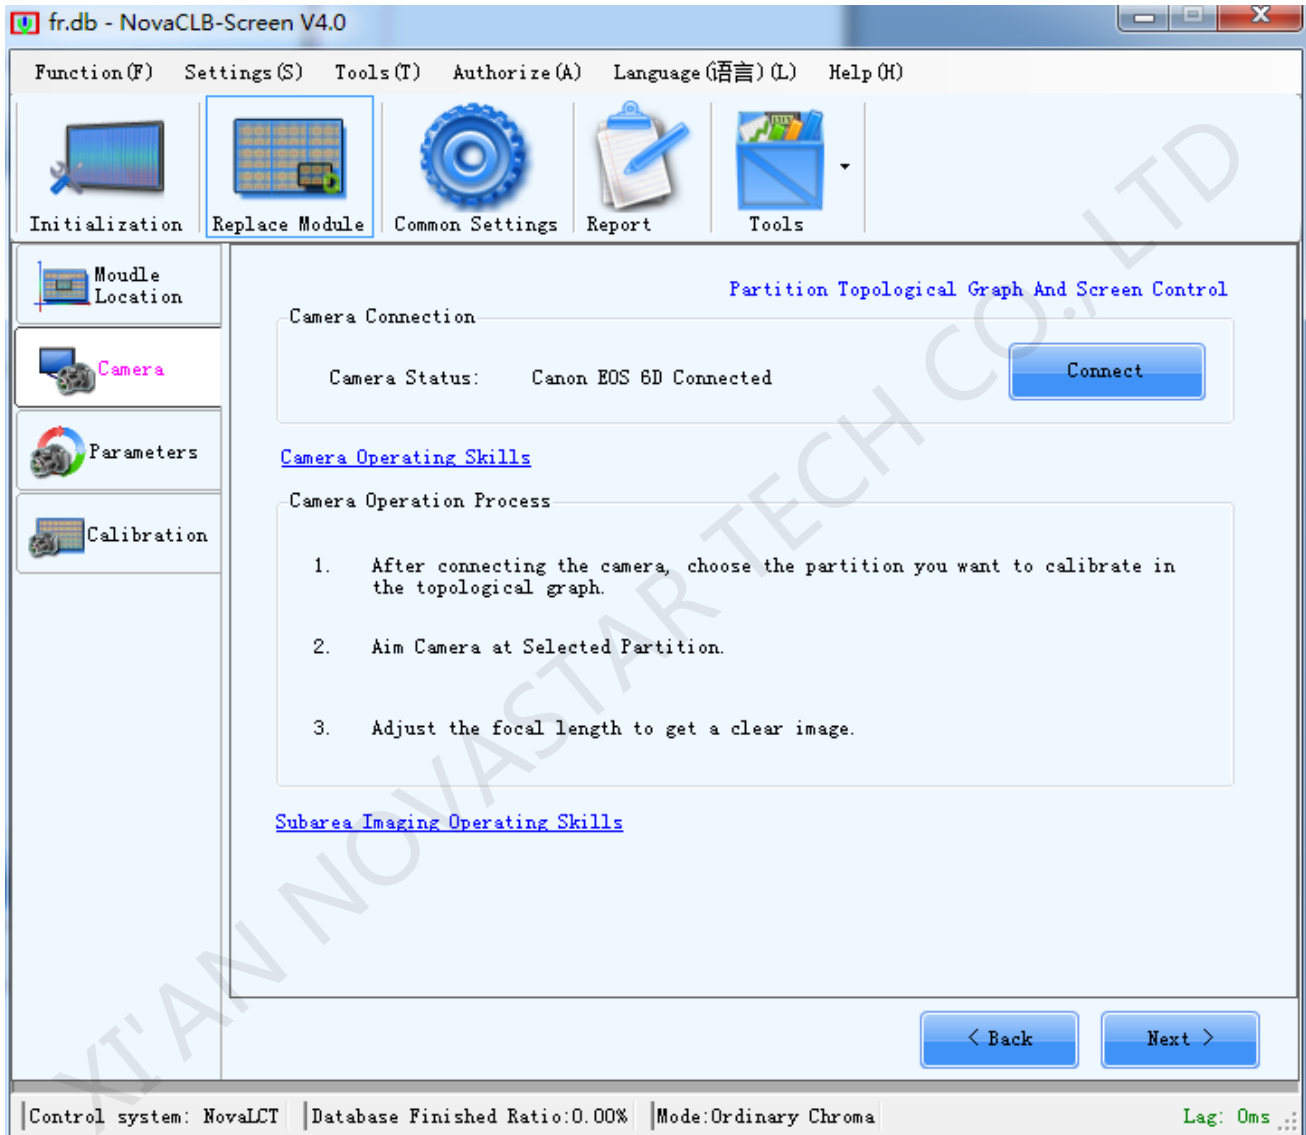 fr.db - NovaCLB-Screen V4.0
Function(F) Settings(S) Tools(T) Authorize(A) Language(语言)(L) Help(H)
Initialization Replace Module Common Settings Report Tools
Moudle
Location
Camera
Parameters
Calibration
Partition Topological Graph And Screen Control
Camera Connection
Camera Status: Canon EOS 6D Connected Connect
Camera Operating Skills
Camera Operation Process
1. After connecting the camera, choose the partition you want to calibrate in
the topological graph.
2. Aim Camera at Selected Partition.
3. Adjust the focal length to get a clear image.
Subarea Imaging Operating Skills
< Back Next >
Control system: NovaLCT Database Finished Ratio:0.00% Mode:Ordinary Chroma Lag: 0ms
XI'AN NOVASTAR TECH CO., LTD